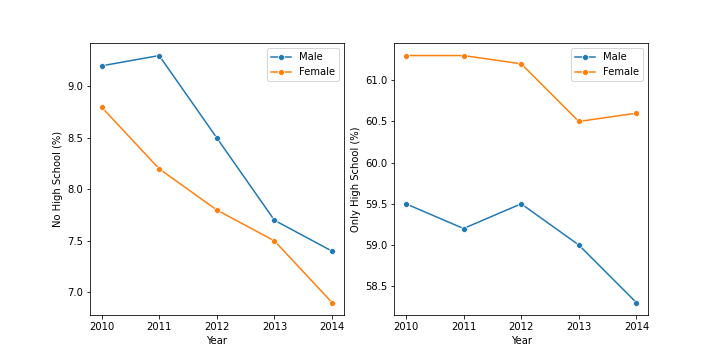 No High School (%)
9.0
8.5
8.0
7.5
7.0
2010 2011 2012 2013 2014
Year
Male
Female
Only High School (%)
61.0
60.5
60.0
59.5
59.0
58.5
2010 2011 2012 2013 2014
Year
Male
Female